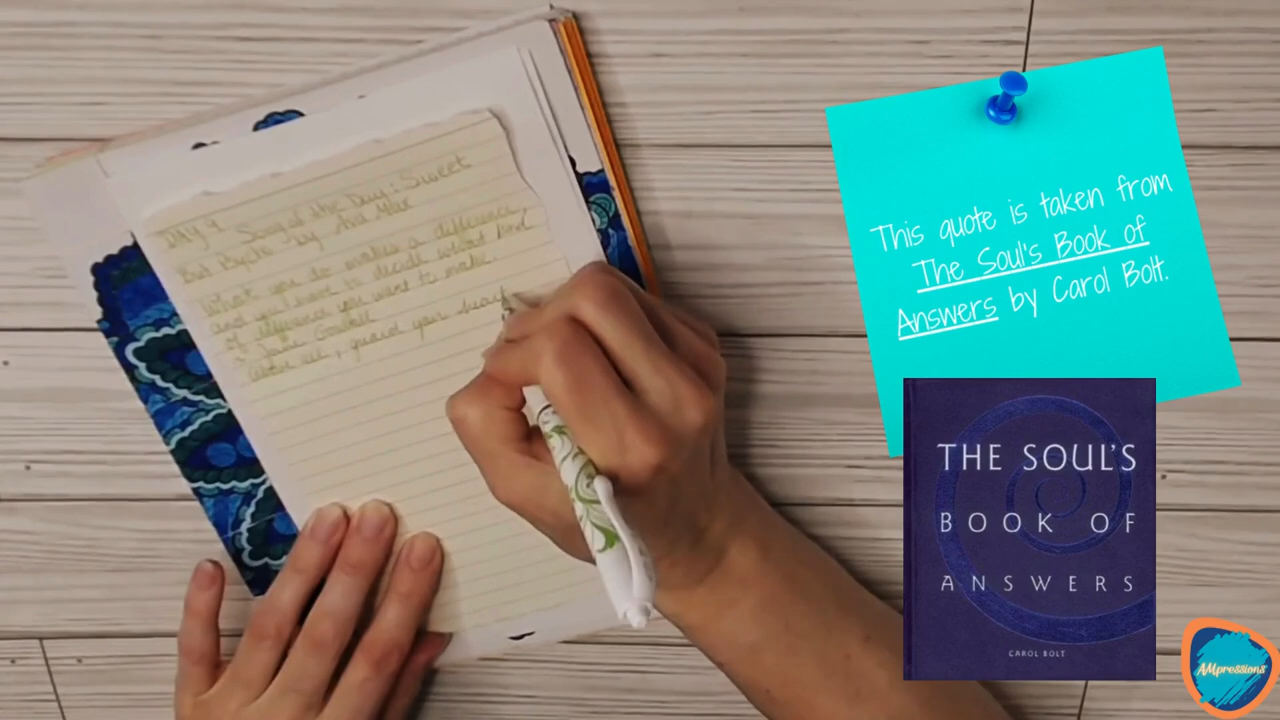 DAY 9 Song of the Day: Sweet
But Psycho by Ava Max
What you do makes a difference,
and you have to decide what kind
of difference you want to make.
~ Jane Goodall
Above all, guard your heart
This quote is taken from
The Soul's Book of
Answers by Carol Bolt.
THE SOUL'S
BOOK OF
ANSWERS
CAROL BOLT
AMpressions